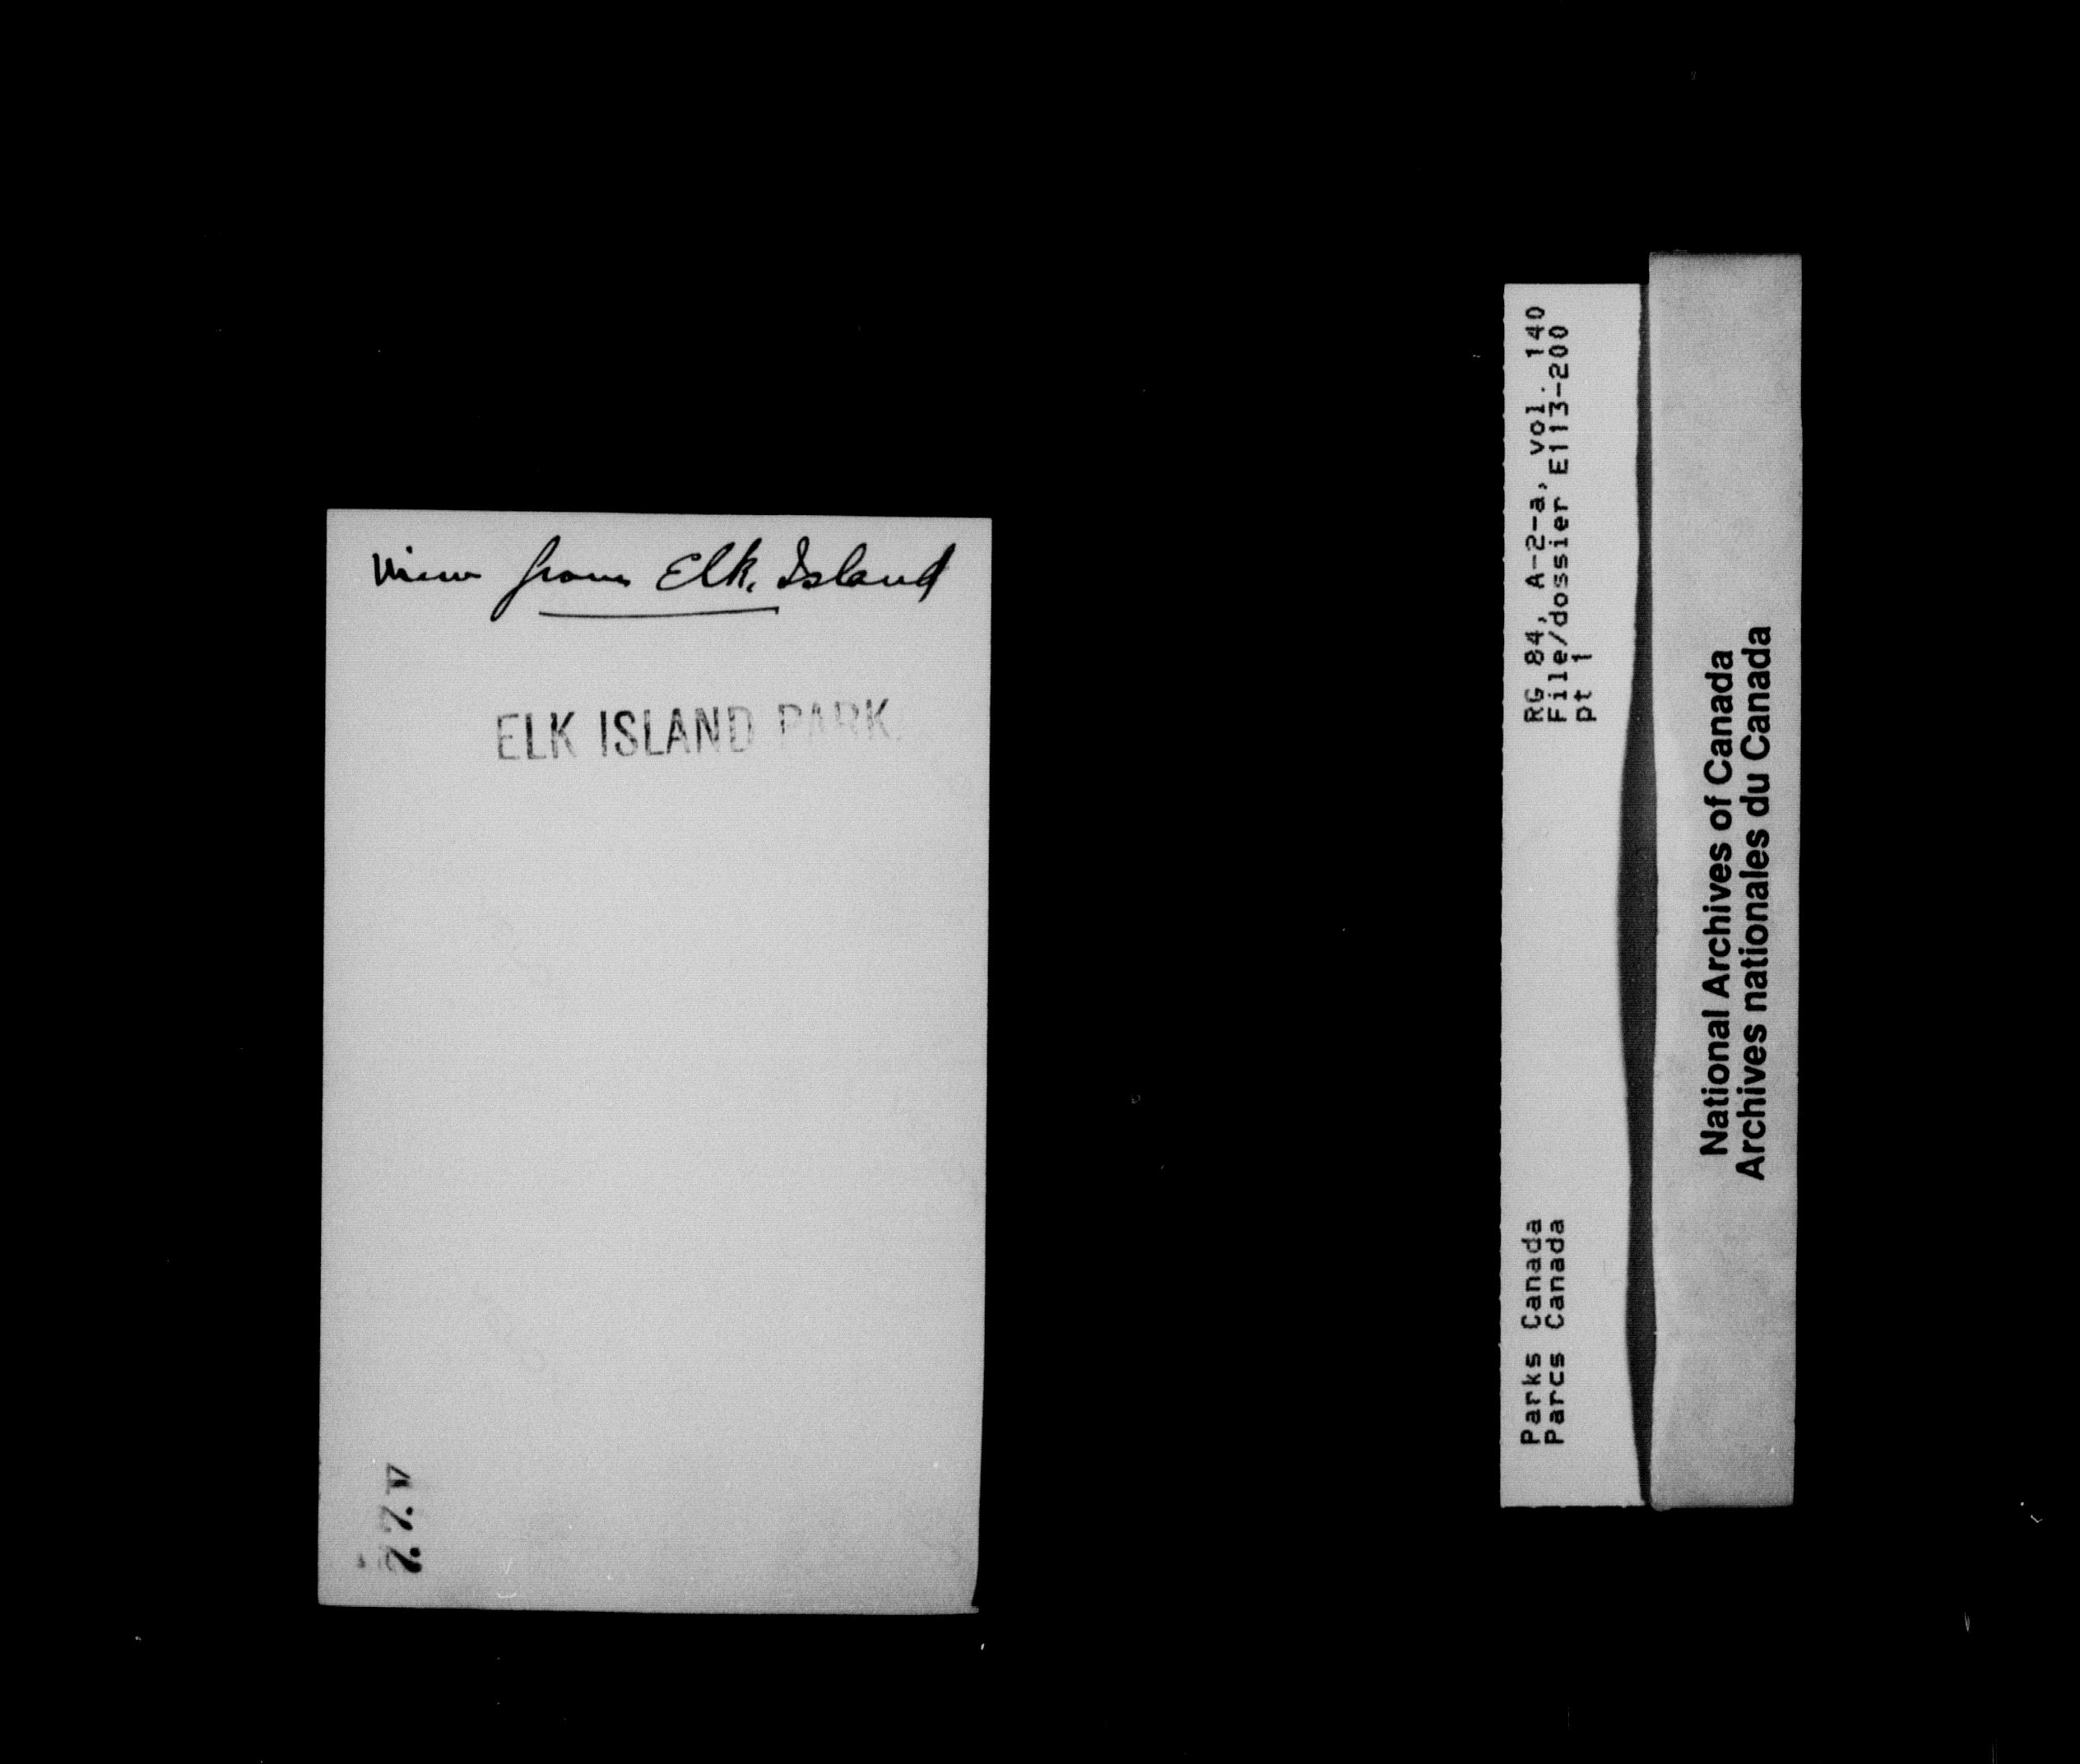 View from Elk. Island
ELK ISLAND PARK.
RG 84, A-2-a, vol. 140
File/dossier E113-200
pt 1
Parks Canada
Parcs Canada
National Archives of Canada
Archives nationales du Canada